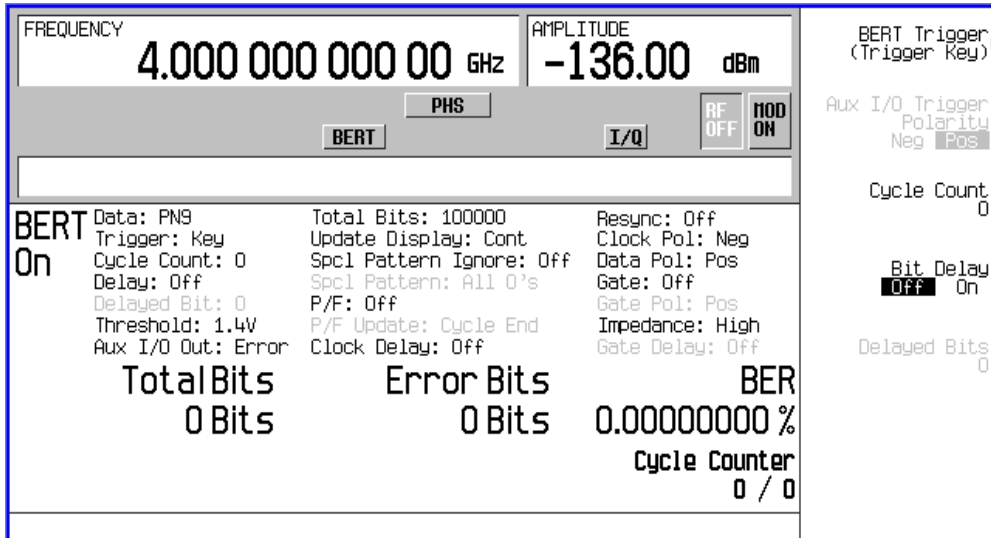 FREQUENCY
4.000 000 000 00 GHz
AMPLITUDE
-136.00 dBm
PHS
BERT
I/Q
RF OFF
MOD ON
BERT On
Data: PN9
Trigger: Key
Cycle Count: 0
Delay: Off
Delayed Bit: 0
Threshold: 1.4V
Aux I/O Out: Error
Total Bits: 100000
Update Display: Cont
Spcl Pattern Ignore: Off
Spcl Pattern: All 0's
P/F: Off
P/F Update: Cycle End
Clock Delay: Off
Resync: Off
Clock Pol: Neg
Data Pol: Pos
Gate: Off
Gate Pol: Pos
Impedance: High
Gate Delay: Off
Total Bits
0 Bits
Error Bits
0 Bits
BER
0.00000000 %
Cycle Counter
0 / 0
BERT Trigger
(Trigger Key)
Aux I/O Trigger
Polarity
Neg Pos
Cycle Count
0
Bit Delay
Off On
Delayed Bits
0